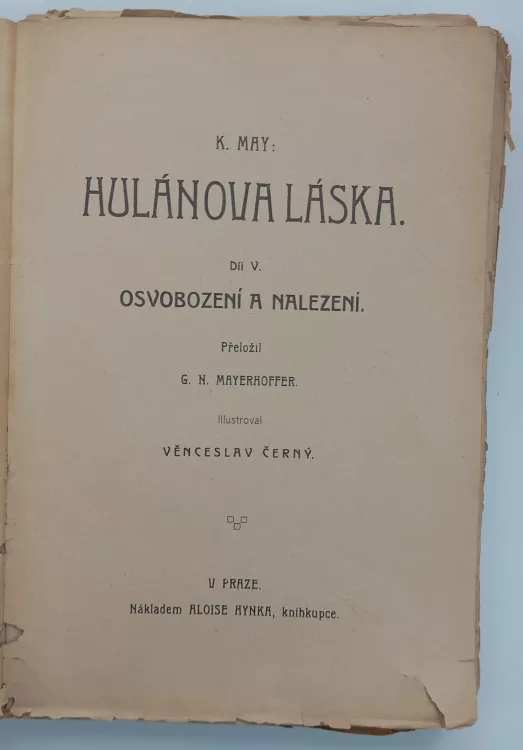 K. MAY:
HULÁNOVA LÁSKA.
Díl V.
OSVOBOZENÍ A NALEZENÍ.
Přeložil
G. N. MAYERHOFFER.
Illustroval
VĚNCESLAV ČERNÝ.
V PRAZE.
Nákladem ALOISE HYNKA, knihkupce.